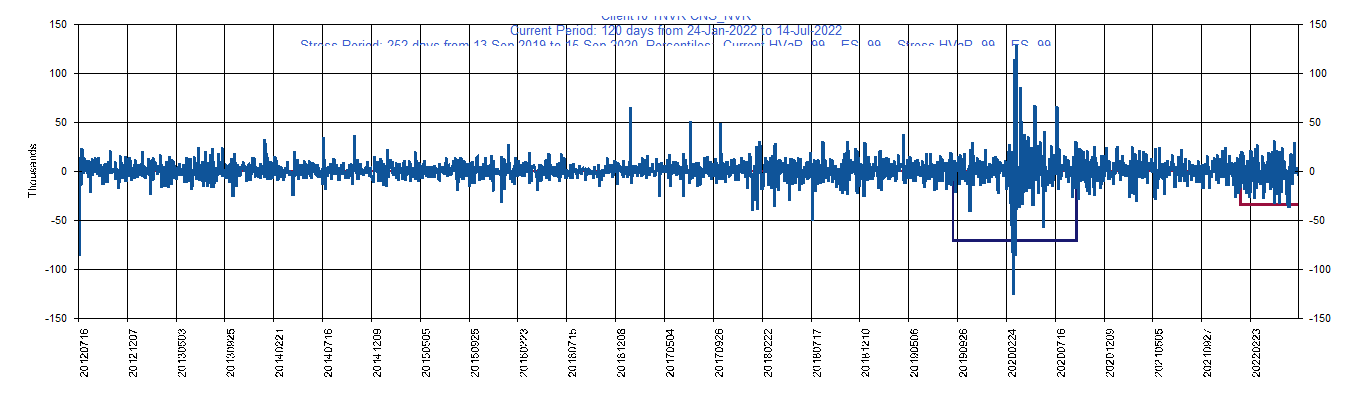 Client10 TNVR CNS_NVR
Current Period: 120 days from 24-Jan-2022 to 14-Jul-2022
Stress Period: 252 days from 13-Sep-2019 to 15-Sep-2020 Percentiles: Current HVaR 99 ES 99 Stress HVaR 99 ES 99
150 150
100 100
50 50
0 0
-50 -50
-100 -100
-150 -150
Thousands
20120716 20121207 20130503 20130925 20140221 20140716 20141209 20150505 20150925 20160223 20160715 20161208 20170504 20170926 20180222 20180717 20181210 20190506 20190926 20200224 20200716 20201209 20210505 20210927 20220223